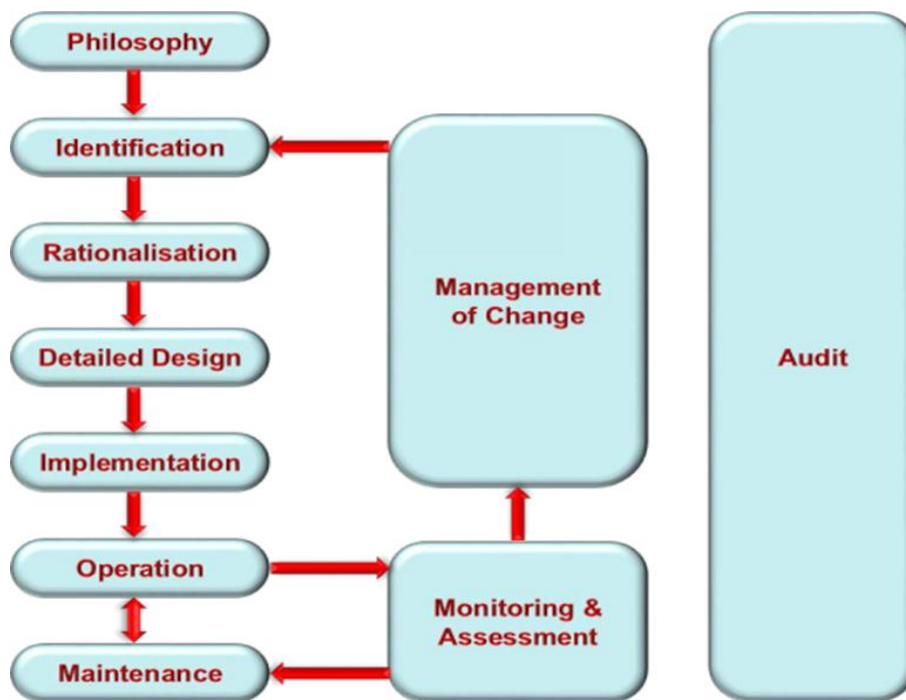 Philosophy
Identification
Rationalisation
Detailed Design
Implementation
Operation
Maintenance
Management
of Change
Monitoring &
Assessment
Audit